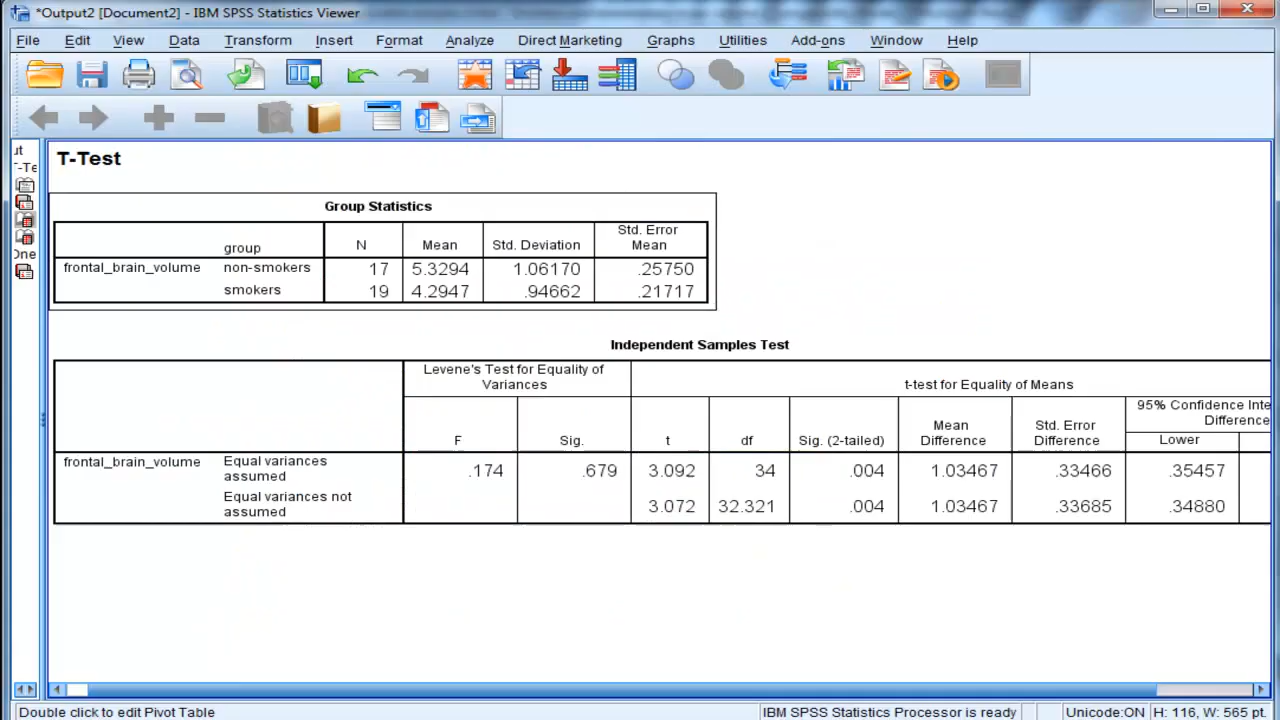 *Output2 [Document2] - IBM SPSS Statistics Viewer
File Edit View Data Transform Insert Format Analyze Direct Marketing Graphs Utilities Add-ons Window Help
T-Test
Group Statistics
group N Mean Std. Deviation Std. Error Mean
frontal_brain_volume non-smokers 17 5.3294 1.06170 .25750
smokers 19 4.2947 .94662 .21717
Independent Samples Test
Levene's Test for Equality of Variances t-test for Equality of Means
95% Confidence Inte
Difference
F Sig. t df Sig. (2-tailed) Mean Difference Std. Error Difference Lower
frontal_brain_volume Equal variances assumed .174 .679 3.092 34 .004 1.03467 .33466 .35457
Equal variances not assumed 3.072 32.321 .004 1.03467 .33685 .34880
Double click to edit Pivot Table IBM SPSS Statistics Processor is ready Unicode:ON H: 116, W: 565 pt.